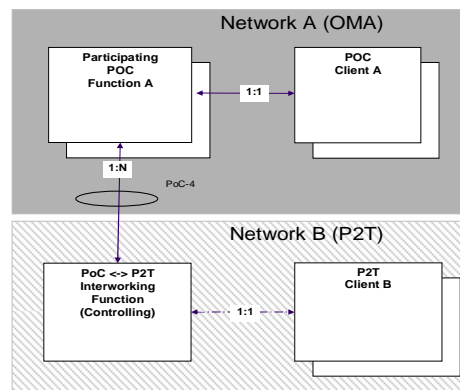 Network A (OMA)
Participating
POC
Function A
1:1
POC
Client A
1:N
PoC-4
Network B (P2T)
PoC <-> P2T
Interworking
Function
(Controlling)
1:1
P2T
Client B